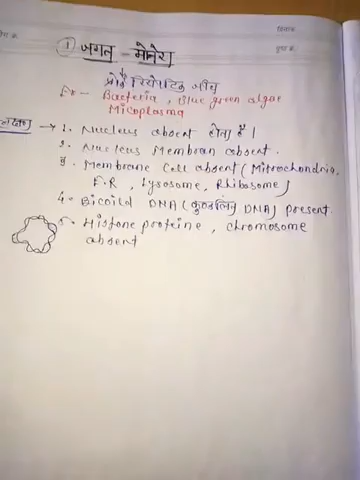 दिनांक
पृष्ठ क्र.
① जगत - मोनेरा
प्रोकैरियोटिक जीव
Ex - Bacteria, Blue green algae
Micoplasma
लक्षण → 1. Nucleus absent होता है।
2. Nucleus Membran absent.
3. Membrane Cell absent (Mitrochondria,
E.R, Lysosome, Rhibosome)
4. Bicoild DNA (कुण्डलित DNA) present.
5. Histone proteine, chromosome
absent